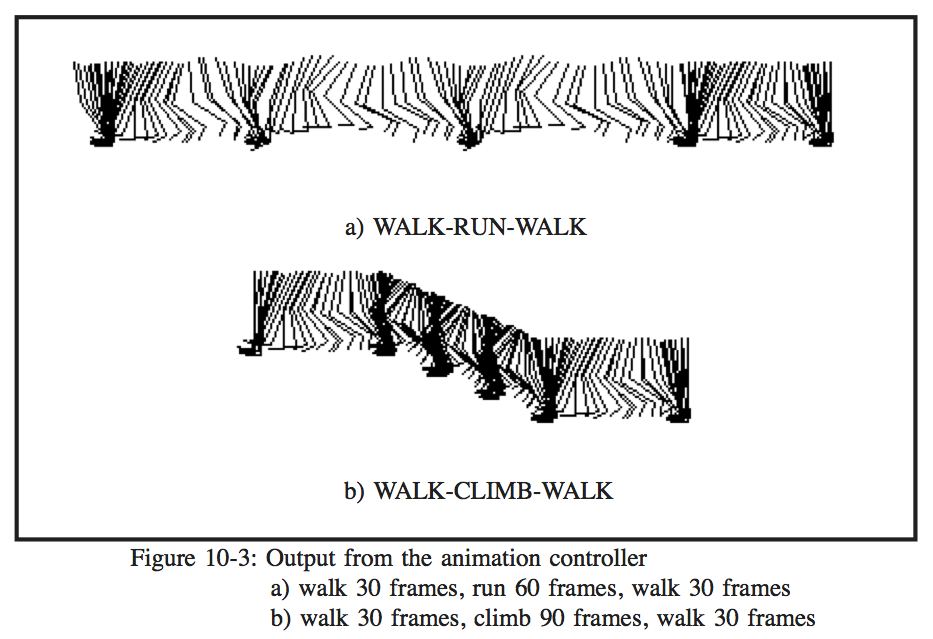 a) WALK-RUN-WALK
b) WALK-CLIMB-WALK
Figure 10-3: Output from the animation controller
a) walk 30 frames, run 60 frames, walk 30 frames
b) walk 30 frames, climb 90 frames, walk 30 frames